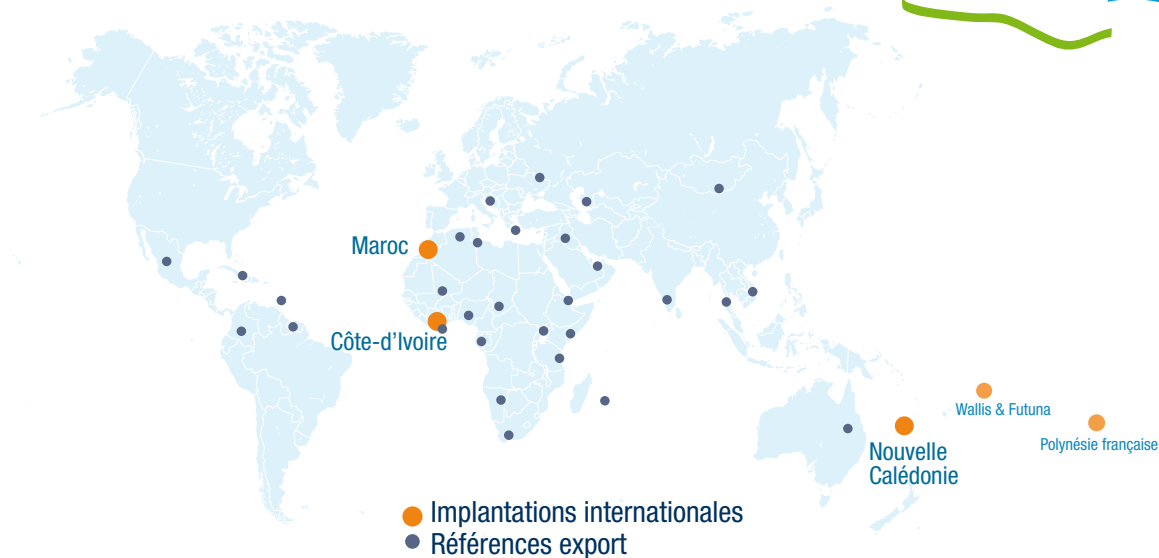 Maroc
Côte-d'Ivoire
Wallis & Futuna
Polynésie française
Nouvelle
Calédonie
Implantations internationales
Références export